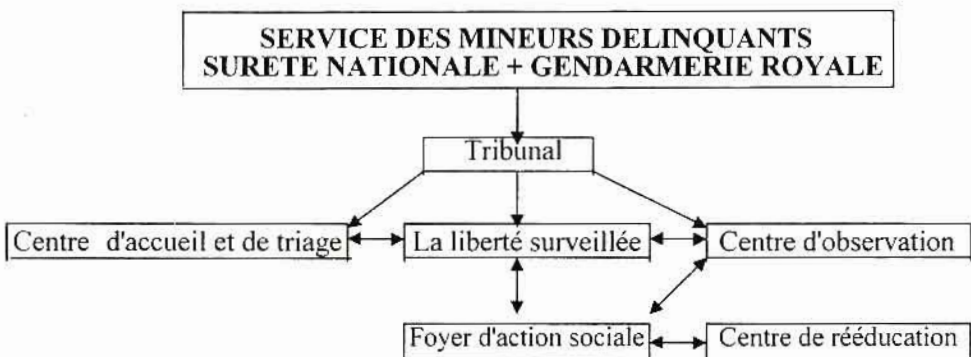 SERVICE DES MINEURS DELINQUANTS
SURETE NATIONALE + GENDARMERIE ROYALE
Tribunal
Centre d'accueil et de triage
La liberté surveillée
Centre d'observation
Foyer d'action sociale
Centre de rééducation